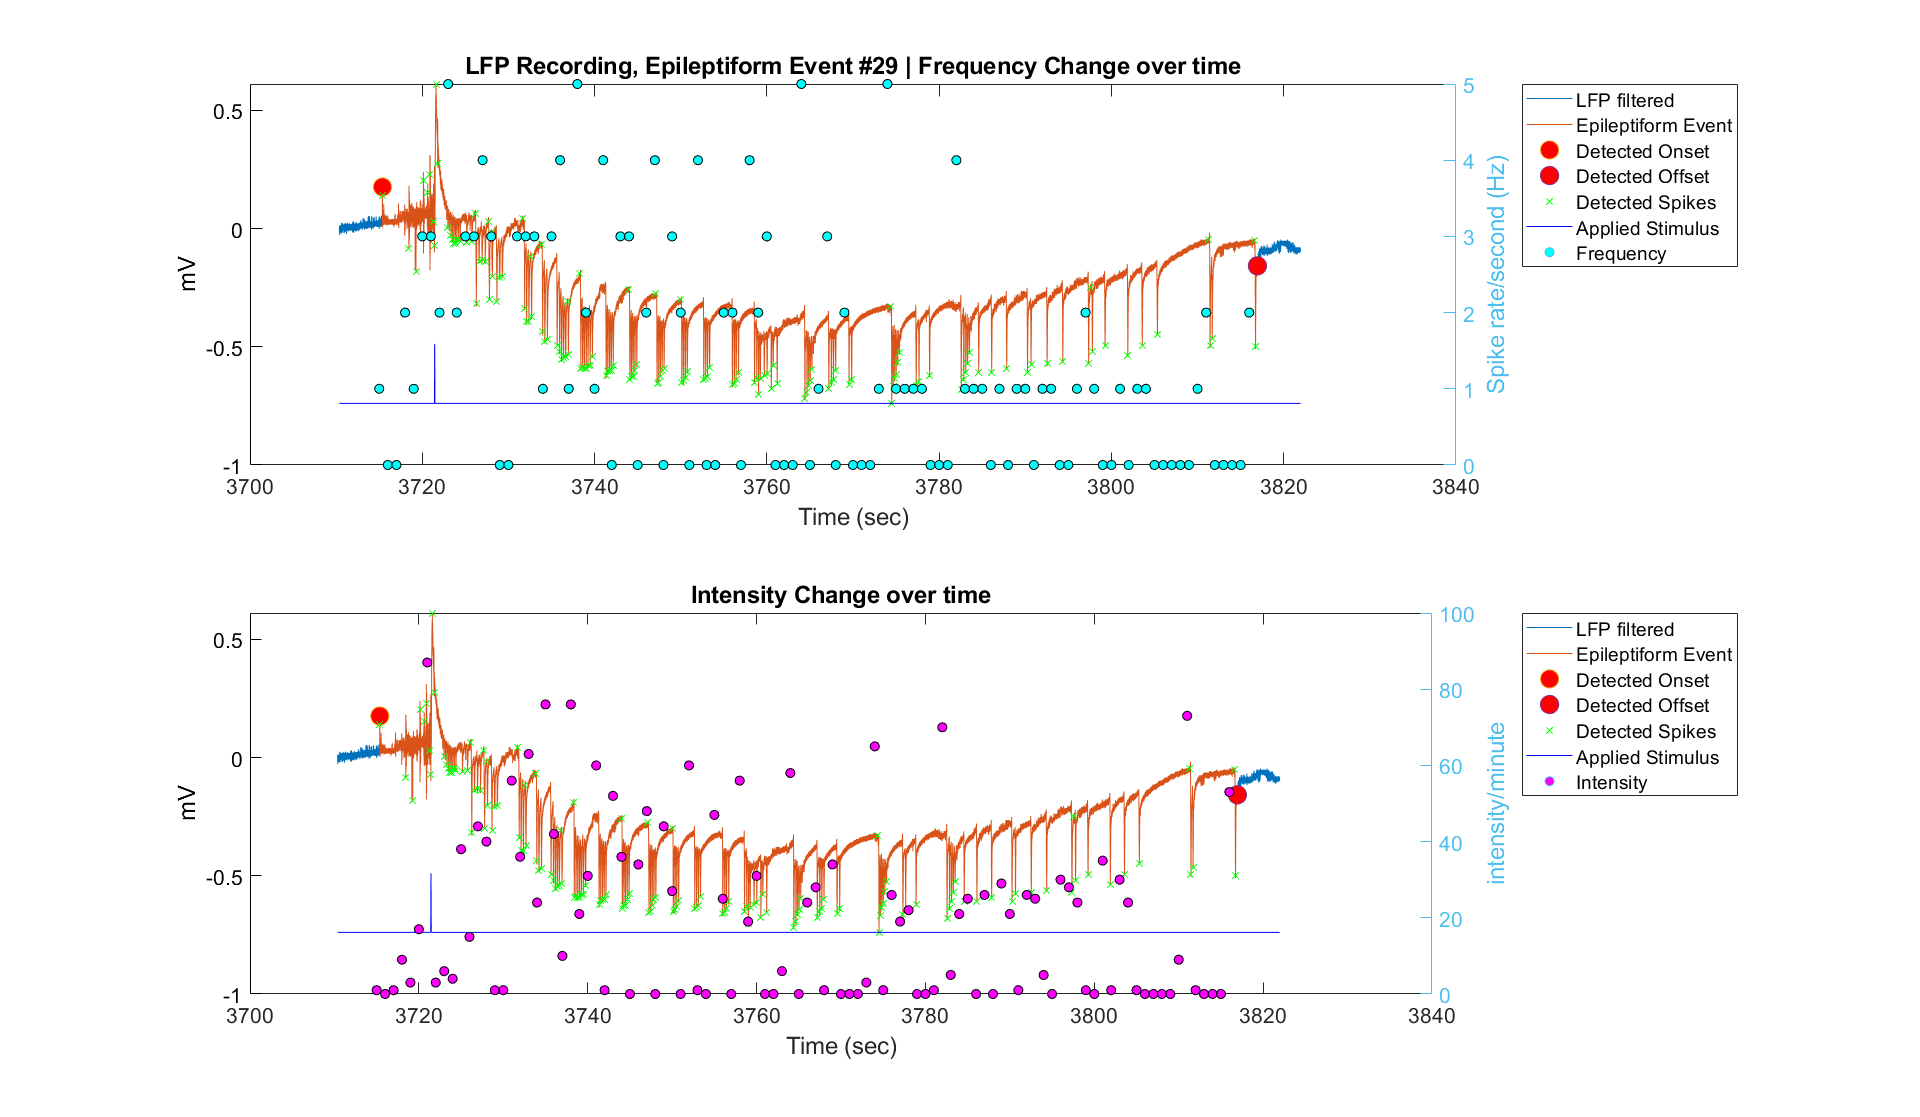 LFP Recording, Epileptiform Event #29 | Frequency Change over time
0.5
0
-0.5
-1
mV
5
4
3
2
1
0
Spike rate/second (Hz)
3700 3720 3740 3760 3780 3800 3820 3840
Time (sec)
LFP filtered
Epileptiform Event
Detected Onset
Detected Offset
Detected Spikes
Applied Stimulus
Frequency
Intensity Change over time
0.5
0
-0.5
-1
mV
100
80
60
40
20
0
intensity/minute
3700 3720 3740 3760 3780 3800 3820 3840
Time (sec)
LFP filtered
Epileptiform Event
Detected Onset
Detected Offset
Detected Spikes
Applied Stimulus
Intensity